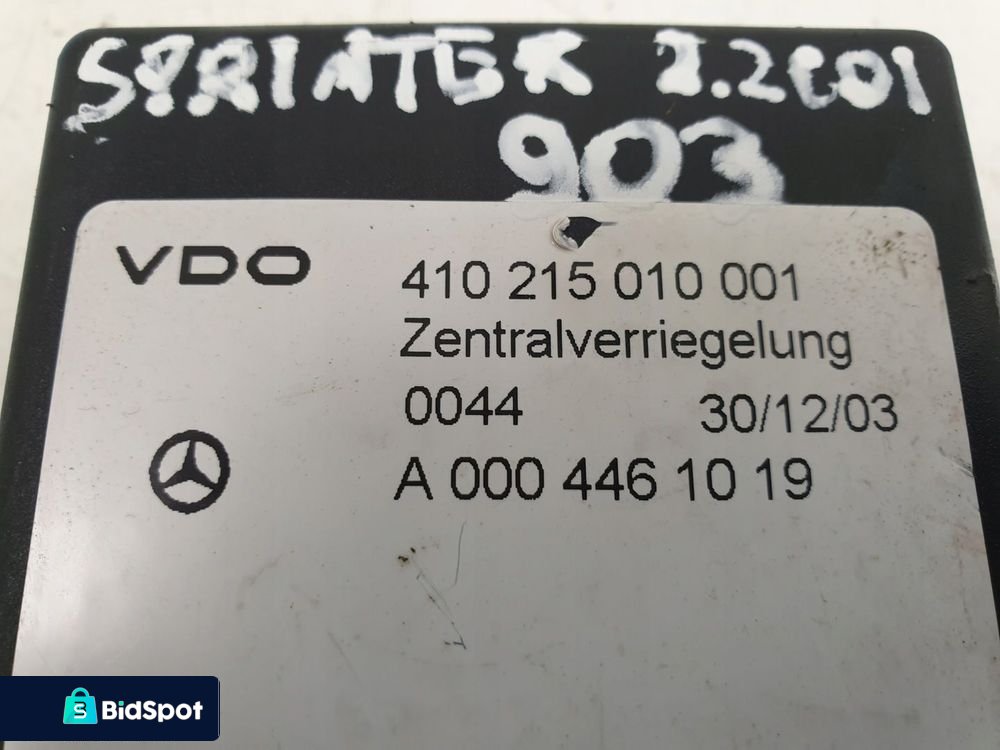 SPRINTER 2.2CDI
903
VDO
410 215 010 001
Zentralverriegelung
0044 30/12/03
A 000 446 10 19
BidSpot